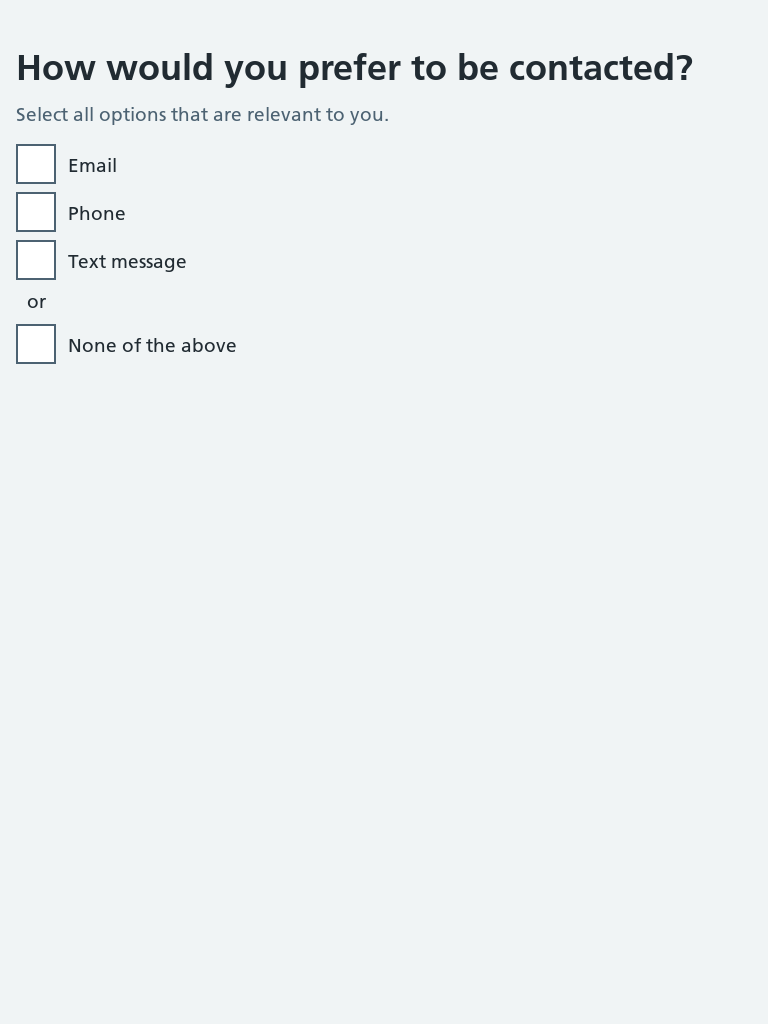 How would you prefer to be contacted?
Select all options that are relevant to you.
Email
Phone
Text message
or
None of the above